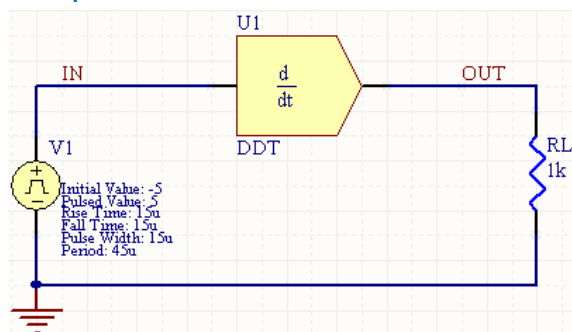 U1
IN
d
dt
OUT
DDT
V1
Initial Value: -5
Pulsed Value: 5
Rise Time: 15u
Fall Time: 15u
Pulse Width: 15u
Period: 45u
RL
1k